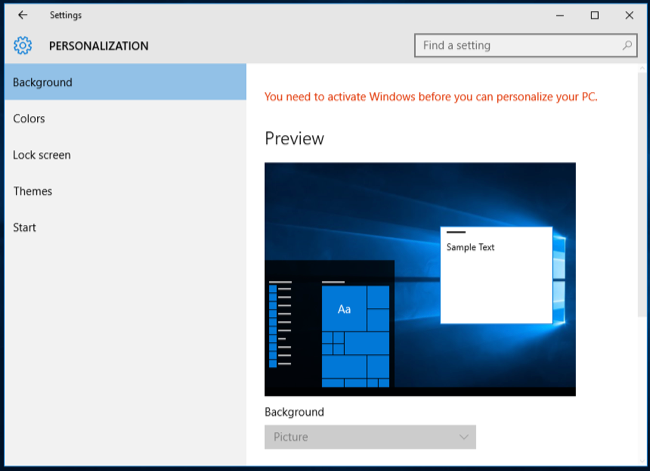 Settings
PERSONALIZATION
Find a setting
Background
Colors
Lock screen
Themes
Start
You need to activate Windows before you can personalize your PC.
Preview
Sample Text
Aa
Background
Picture